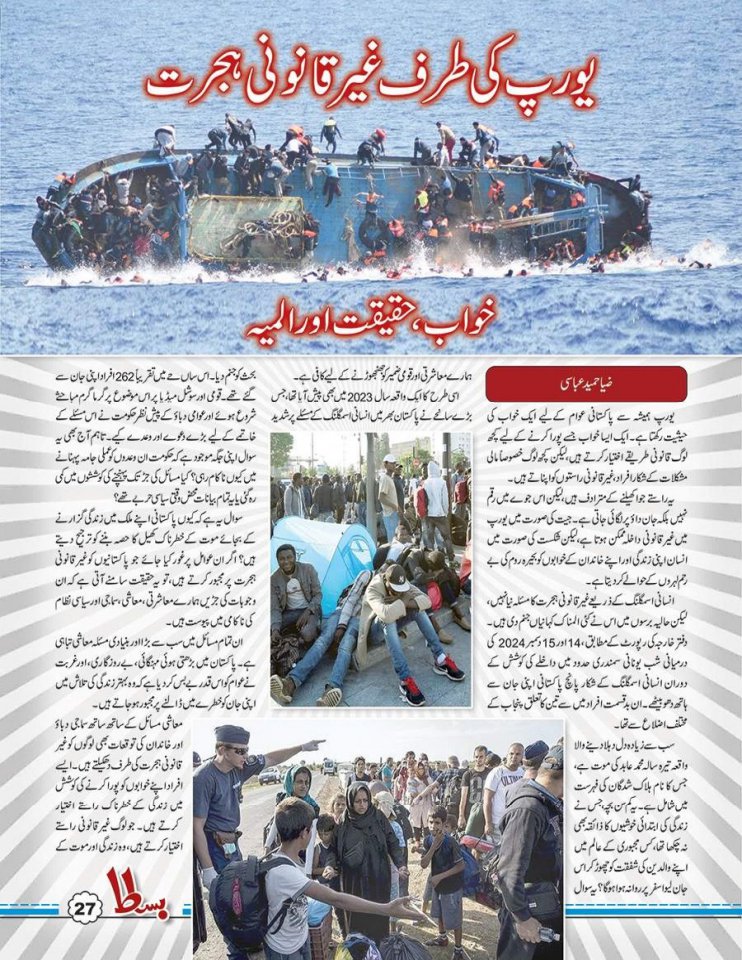 یورپ کی طرف غیر قانونی ہجرت
خواب، حقیقت اور المیہ
ضیا حمید عباسی
یورپ ہمیشہ سے پاکستانی عوام کے لیے ایک خواب کی
حیثیت رکھتا ہے۔ ایک ایسا خواب جسے پورا کرنے کے لیے کچھ
لوگ قانونی طریقے اختیار کرتے ہیں، لیکن کچھ لوگ خصوصاً مالی
مشکلات کے شکار افراد، غیر قانونی راستوں کو اپناتے ہیں۔
یہ راستے جوا کھیلنے کے مترادف ہیں، لیکن اس جوے میں رقم
نہیں بلکہ جان داؤ پر لگائی جاتی ہے۔ جیت کی صورت میں یورپ
میں غیر قانونی داخلہ ممکن ہوتا ہے، لیکن شکست کی صورت میں
انسان اپنی زندگی اور اپنے خاندان کے خوابوں کو بحیرہ روم کی بے
رحم لہروں کے حوالے کر دیتا ہے۔
انسانی اسمگلنگ کے ذریعے غیر قانونی ہجرت کا مسئلہ نیا نہیں،
لیکن حالیہ برسوں میں اس نے کئی المناک کہانیاں جنم دی ہیں۔
دفتر خارجہ کی رپورٹ کے مطابق، 14 اور 15 دسمبر 2024 کی
درمیانی شب یونانی سمندری حدود میں داخلے کی کوشش کے
دوران انسانی اسمگلنگ کے شکار پانچ پاکستانی اپنی جان سے
ہاتھ دھو بیٹھے۔ ان بدقسمت افراد میں سے تین کا تعلق پنجاب کے
مختلف اضلاع سے تھا۔
سب سے زیادہ دل دہلا دینے والا
واقعہ تیرہ سالہ محمد عابد کی موت ہے،
جس کا نام ہلاک شدگان کی فہرست
میں شامل ہے۔ یہ کم سن بچہ، جس نے
زندگی کی ابتدائی خوشیوں کا ذائقہ بھی
نہ چکھا تھا، کس مجبوری کے عالم میں
اپنے والدین کی شفقت کو چھوڑ کر اس
جان لیوا سفر پر روانہ ہوا ہوگا؟ یہ سوال
ہمارے معاشرتی اور قومی ضمیر کو جھنجھوڑنے کے لیے کافی ہے۔
اسی طرح کا ایک واقعہ سال 2023 میں بھی پیش آیا تھا، جس
بڑے سانحے نے پاکستان بھر میں انسانی اسمگلنگ کے مسئلے پر شدید
بحث کو جنم دیا۔ اس سانحے میں تقریباً 262 افراد اپنی جان سے
گئے تھے۔ قومی اور سوشل میڈیا پر اس موضوع پر گرما گرم مباحثے
شروع ہوئے اور عوامی دباؤ کے پیش نظر حکومت نے اس مسئلے کے
خاتمے کے لیے بڑے بڑے دعوے اور وعدے کیے۔ تاہم آج بھی یہ
سوال اپنی جگہ موجود ہے کہ حکومت ان وعدوں کو عملی جامہ پہنانے
میں کیوں ناکام رہی؟ کیا مسائل کی جڑ تک پہنچنے کی کوششوں میں کمی
رہ گئی یا یہ تمام بیانات محض وقتی سیاسی حربے تھے؟
سوال یہ ہے کہ کیوں پاکستانی اپنے ملک میں زندگی گزارنے
کے بجائے موت کے خطرناک کھیل کا حصہ بننے کو ترجیح دیتے
ہیں؟ اگر ان عوامل پر غور کیا جائے جو پاکستانیوں کو غیر قانونی
ہجرت پر مجبور کرتے ہیں، تو یہ حقیقت سامنے آتی ہے کہ ان
وجوہات کی جڑیں ہمارے معاشرتی، معاشی، سماجی اور سیاسی نظام
کی ناکامی میں پیوست ہیں۔
ان تمام مسائل میں سب سے بڑا اور بنیادی مسئلہ معاشی تباہی
ہے۔ پاکستان میں بڑھتی ہوئی مہنگائی، بے روزگاری، اور غربت
نے عوام کو اس قدر بے بس کر دیا ہے کہ وہ بہتر زندگی کی تلاش میں
اپنی جان کو خطرے میں ڈالنے پر مجبور ہو جاتے ہیں۔
معاشی مسائل کے ساتھ ساتھ سماجی دباؤ
اور خاندان کی توقعات بھی لوگوں کو غیر
قانونی ہجرت کی طرف دھکیلتے ہیں۔ ایسے
افراد اپنے خوابوں کو پورا کرنے کی کوشش
میں زندگی کے خطرناک راستے اختیار
کرتے ہیں۔ جو لوگ غیر قانونی راستے
اختیار کرتے ہیں، وہ زندگی اور موت کے
27